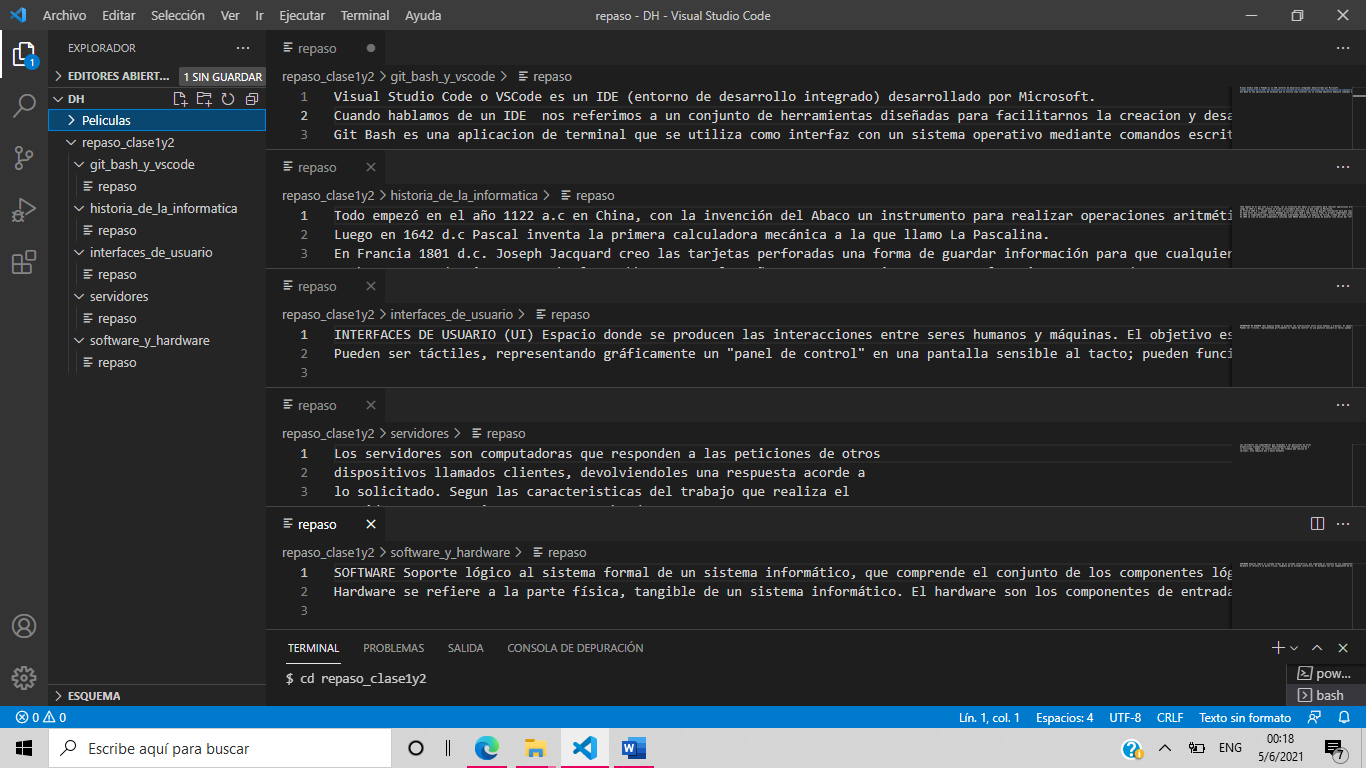 Archivo Editar Selección Ver Ir Ejecutar Terminal Ayuda
repaso - DH - Visual Studio Code
EXPLORADOR
EDITORES ABIERT... 1 SIN GUARDAR
DH
Peliculas
repaso_clase1y2
git_bash_y_vscode
repaso
historia_de_la_informatica
repaso
interfaces_de_usuario
repaso
servidores
repaso
software_y_hardware
repaso
ESQUEMA
repaso
repaso_clase1y2 > git_bash_y_vscode > repaso
1 Visual Studio Code o VSCode es un IDE (entorno de desarrollo integrado) desarrollado por Microsoft.
2 Cuando hablamos de un IDE  nos referimos a un conjunto de herramientas diseñadas para facilitarnos la creacion y desa
3 Git Bash es una aplicacion de terminal que se utiliza como interfaz con un sistema operativo mediante comandos escrit
repaso
repaso_clase1y2 > historia_de_la_informatica > repaso
1 Todo empezó en el año 1122 a.c en China, con la invención del Abaco un instrumento para realizar operaciones aritméti
2 Luego en 1642 d.c Pascal inventa la primera calculadora mecánica a la que llamo La Pascalina.
3 En Francia 1801 d.c. Joseph Jacquard creo las tarjetas perforadas una forma de guardar información para que cualquier
repaso
repaso_clase1y2 > interfaces_de_usuario > repaso
1 INTERFACES DE USUARIO (UI) Espacio donde se producen las interacciones entre seres humanos y máquinas. El objetivo es
2 Pueden ser táctiles, representando gráficamente un "panel de control" en una pantalla sensible al tacto; pueden funci
3
repaso
repaso_clase1y2 > servidores > repaso
1 Los servidores son computadoras que responden a las peticiones de otros
2 dispositivos llamados clientes, devolviendoles una respuesta acorde a
3 lo solicitado. Segun las caracteristicas del trabajo que realiza el
repaso
repaso_clase1y2 > software_y_hardware > repaso
1 SOFTWARE Soporte lógico al sistema formal de un sistema informático, que comprende el conjunto de los componentes lóg
2 Hardware se refiere a la parte física, tangible de un sistema informático. El hardware son los componentes de entrada
3
TERMINAL PROBLEMAS SALIDA CONSOLA DE DEPURACIÓN
$ cd repaso_clase1y2
pow...
bash
0 0
Lín. 1, col. 1 Espacios: 4 UTF-8 CRLF Texto sin formato
Escribe aquí para buscar
ENG
00:18
5/6/2021
7